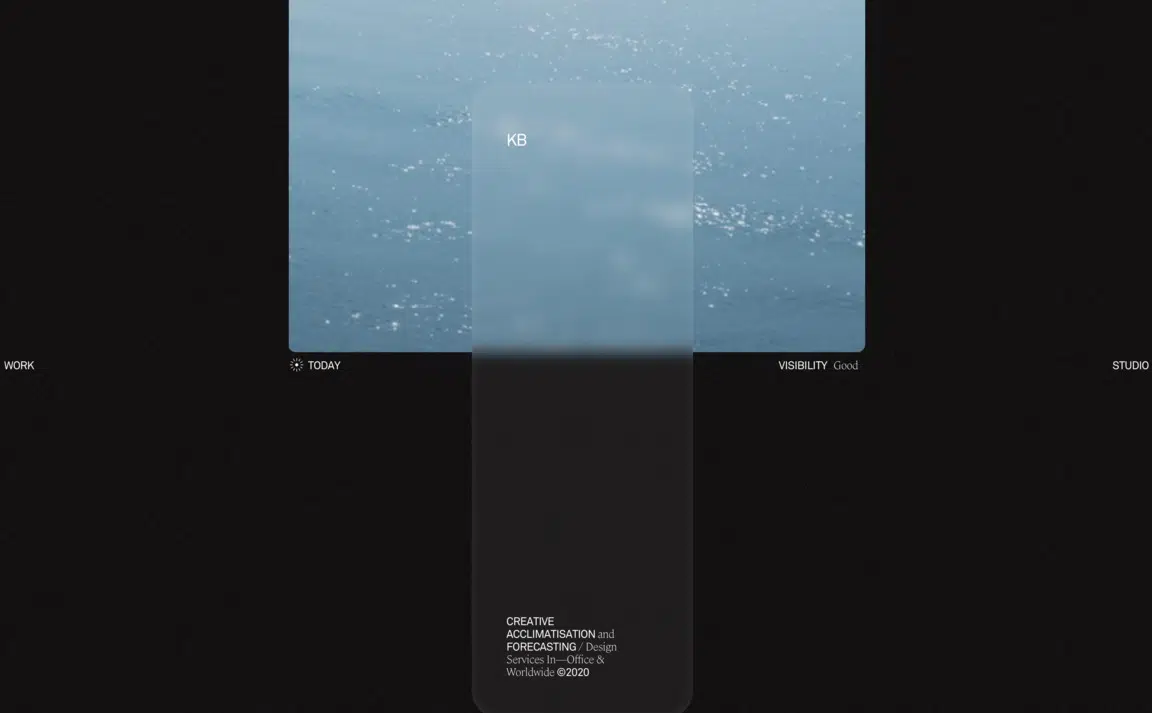 KB
WORK
TODAY
VISIBILITY Good
STUDIO
CREATIVE
ACCLIMATISATION and
FORECASTING / Design
Services In—Office &
Worldwide ©2020